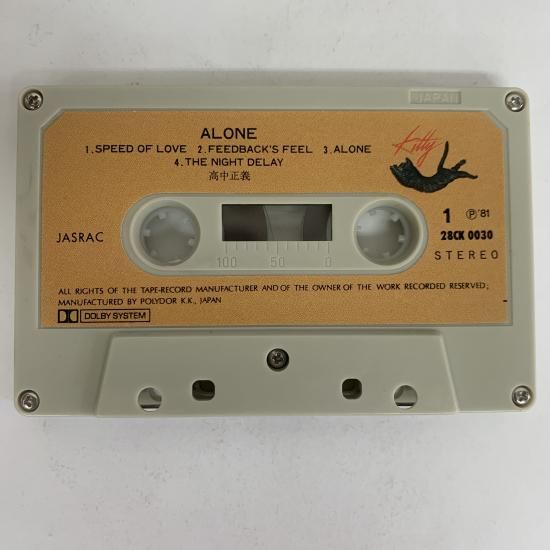 JAPAN
ALONE
1.SPEED OF LOVE 2.FEEDBACK'S FEEL 3.ALONE
4.THE NIGHT DELAY
高中正義
Kitty
JASRAC
1 Ⓟ'81
28CK 0030
STEREO
100 50 0
ALL RIGHTS OF THE TAPE-RECORD MANUFACTURER AND OF THE OWNER OF THE WORK RECORDED RESERVED;
MANUFACTURED BY POLYDOR K.K., JAPAN
DOLBY SYSTEM